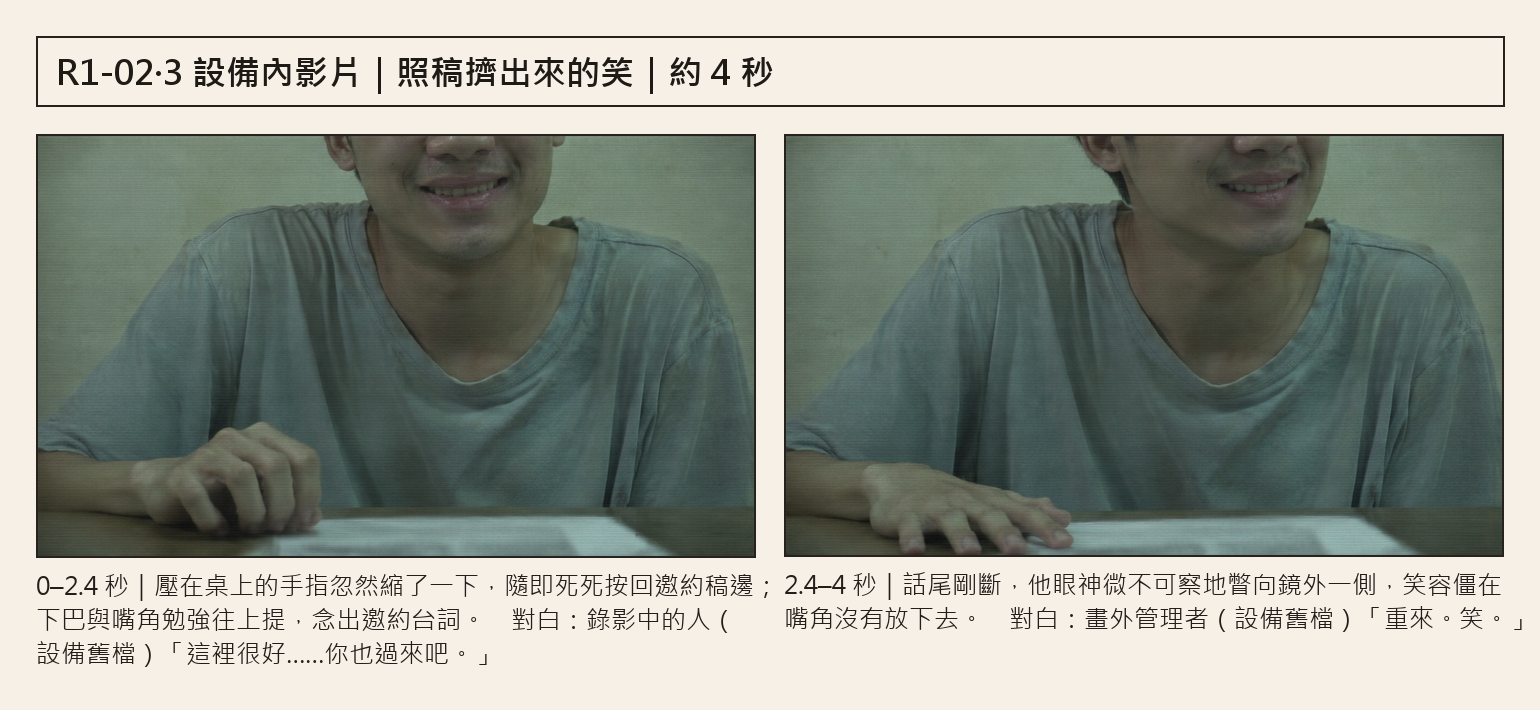 R1-02·3 設備內影片｜照稿擠出來的笑｜約 4 秒
0–2.4 秒｜壓在桌上的手指忽然縮了一下，隨即死死按回邀約稿邊；
下巴與嘴角勉強往上提，念出邀約台詞。　對白：錄影中的人（
設備舊檔）「這裡很好……你也過來吧。」
2.4–4 秒｜話尾剛斷，他眼神微不可察地瞥向鏡外一側，笑容僵在
嘴角沒有放下去。　對白：畫外管理者（設備舊檔）「重來。笑。」